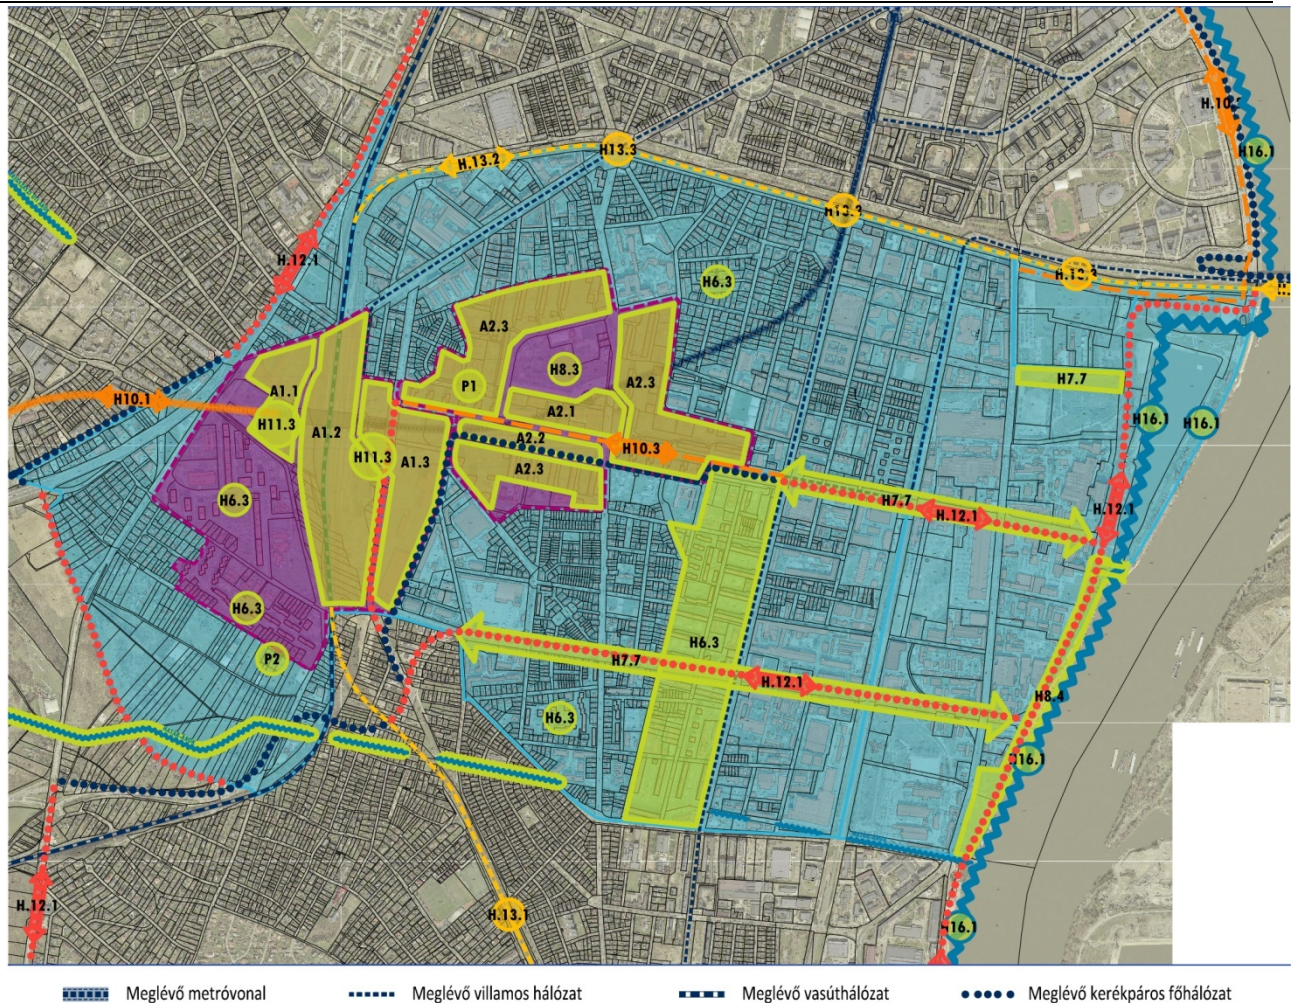 H.10.
H16.1
H13.3
H.13.2
H.12.1
H6.3
A2.3
H8.3
P1
A2.3
H7.7
A1.1
H10.1
H11.3
A2.1
H16.1
H16.1
A1.2
A2.2
H10.3
H11.3
A1.3
A2.3
H6.3
H7.7
H.12.1
H.12.1
H6.3
H6.3
P2
H7.7
H.12.1
H8.4
H6.3
H16.1
H.12.1
H.13.1
H16.1
Meglévő metróvonal Meglévő villamos hálózat Meglévő vasúthálózat Meglévő kerékpáros főhálózat